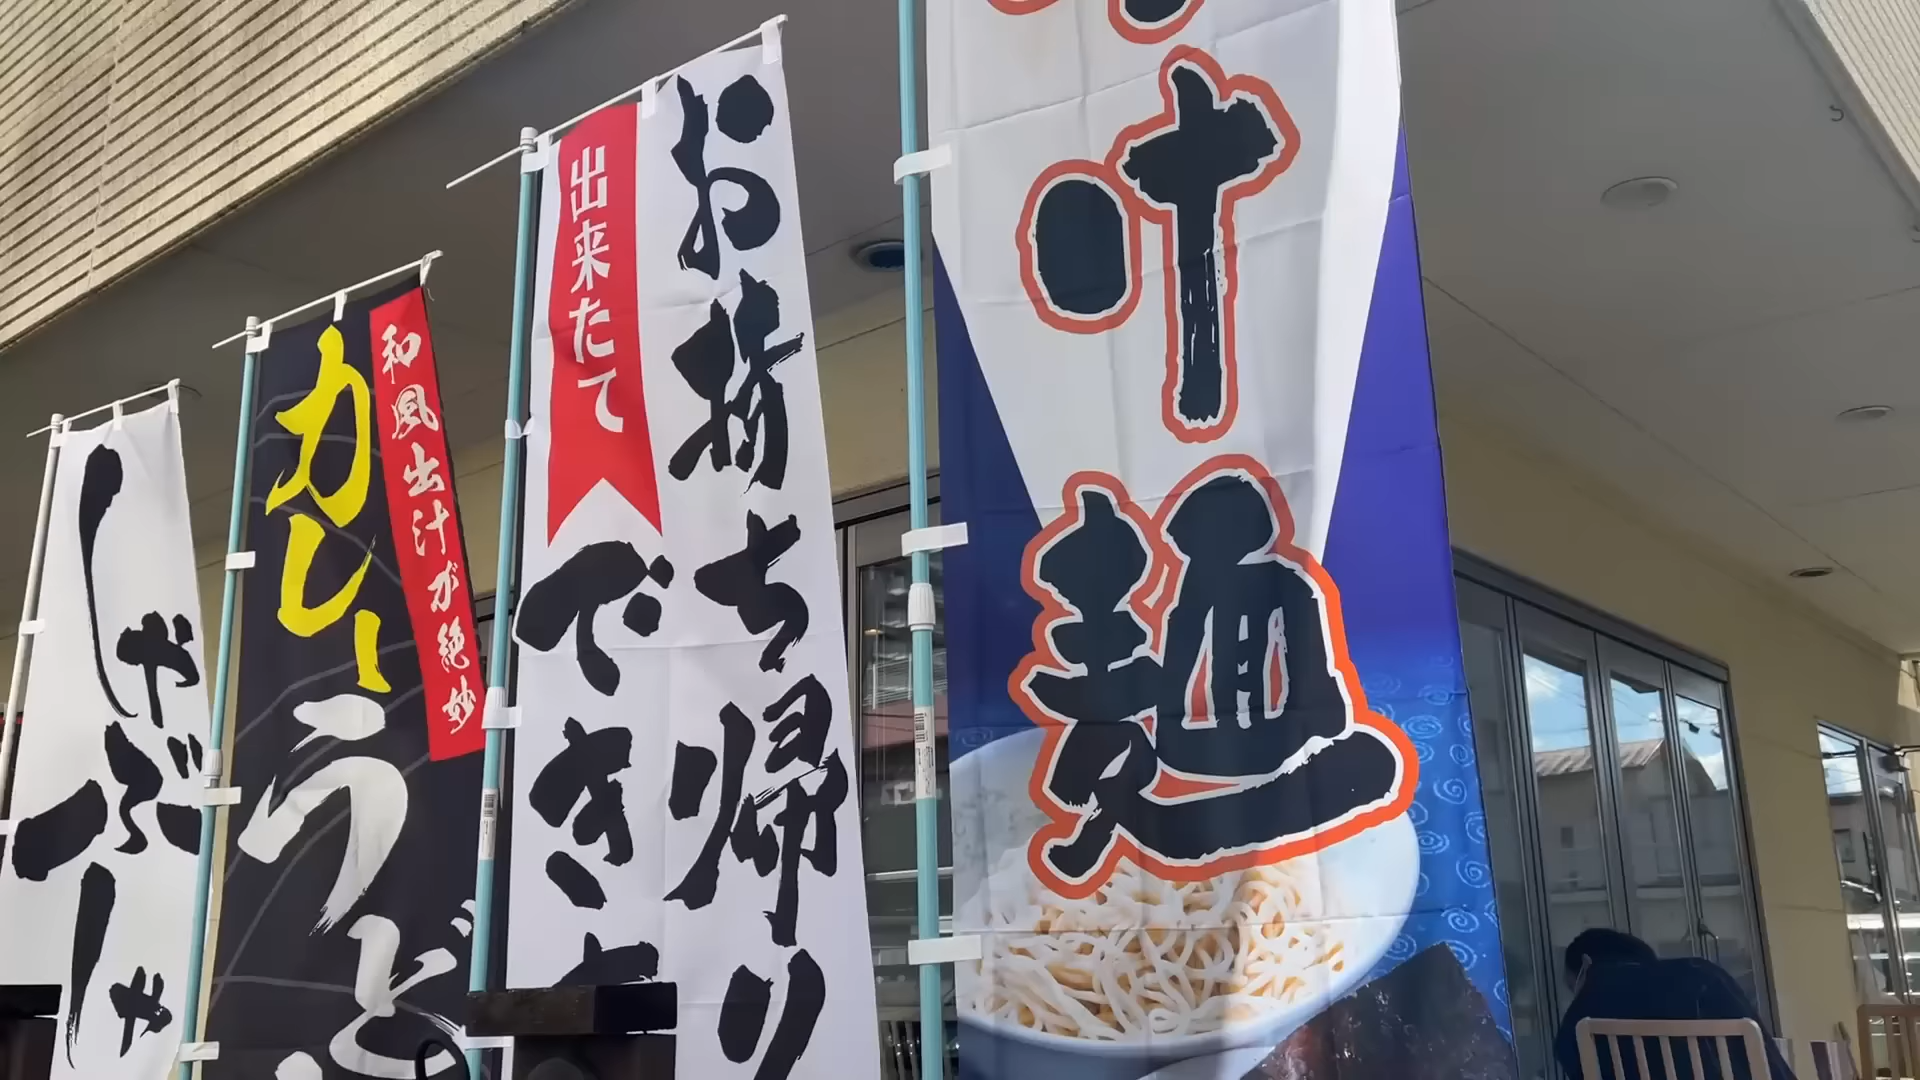 しゃぶしゃ
和風出汁が絶妙
カレーうど
お持ち帰り
出来たて
でき
け麺